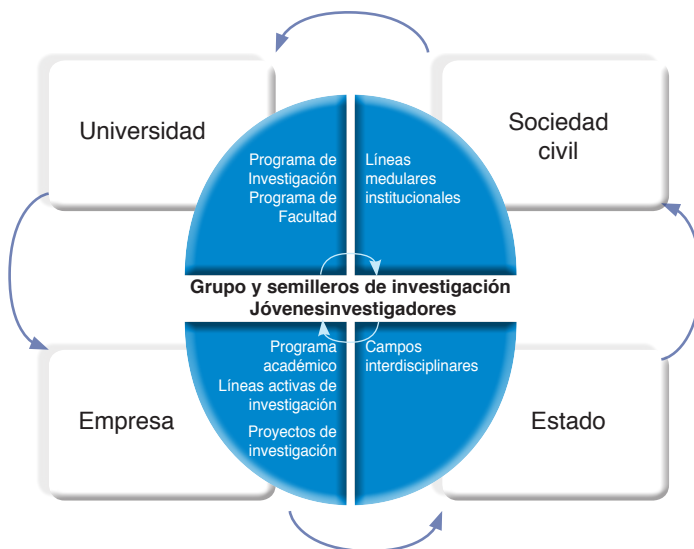 Universidad
Sociedad
civil
Programa de
Investigación
Programa de
Facultad
Líneas
medulares
institucionales
Grupo y semilleros de investigación
Jóvenesinvestigadores
Programa
académico
Líneas activas de
investigación
Proyectos de
investigación
Campos
interdisciplinares
Empresa
Estado